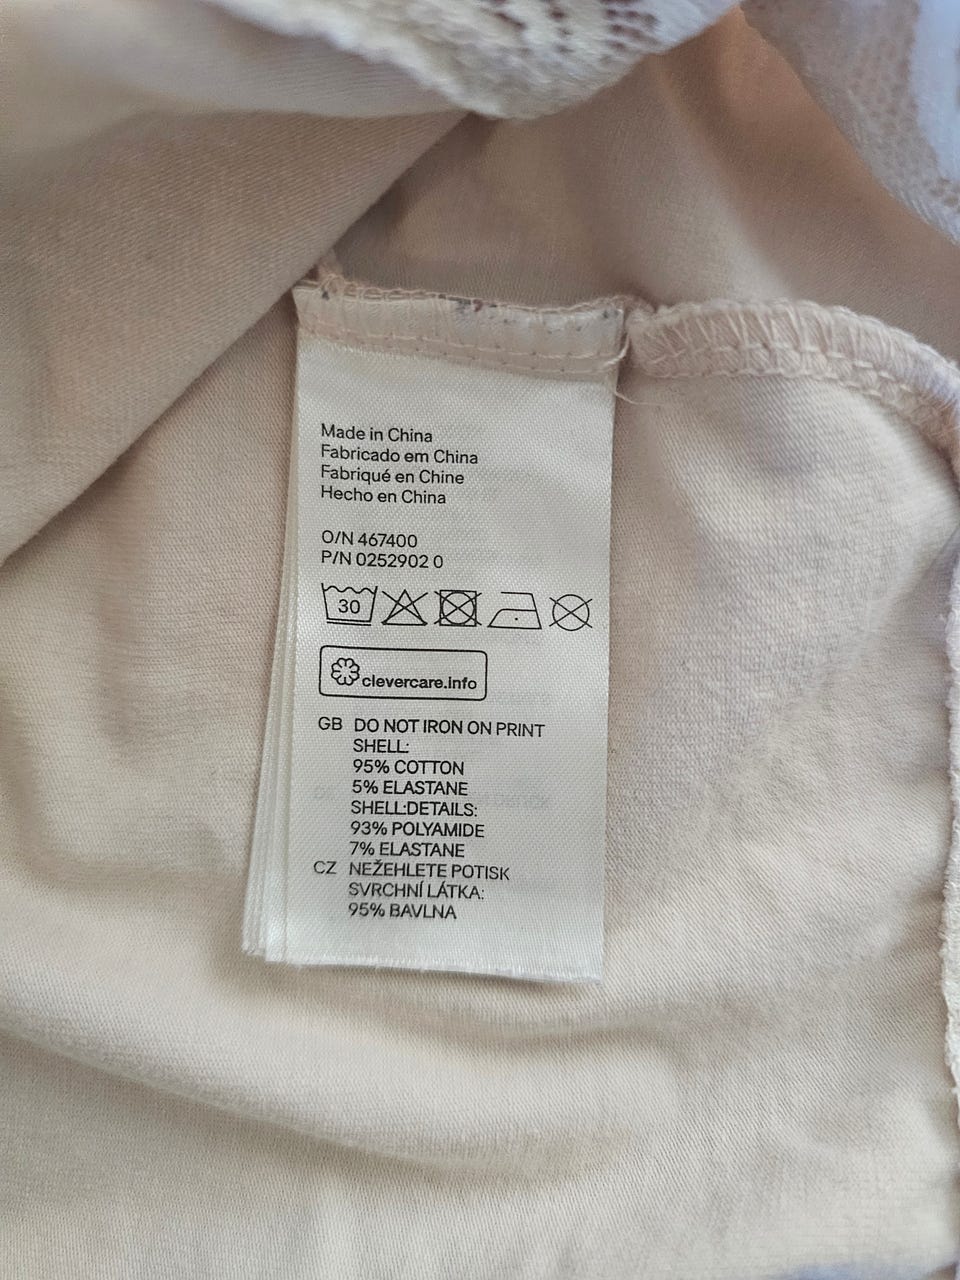 Made in China
Fabricado em China
Fabriqué en Chine
Hecho en China
O/N 467400
P/N 0252902 0
30
clevercare.info
GB DO NOT IRON ON PRINT
SHELL:
95% COTTON
5% ELASTANE
SHELL:DETAILS:
93% POLYAMIDE
7% ELASTANE
CZ NEŽEHLETE POTISK
SVRCHNÍ LÁTKA:
95% BAVLNA